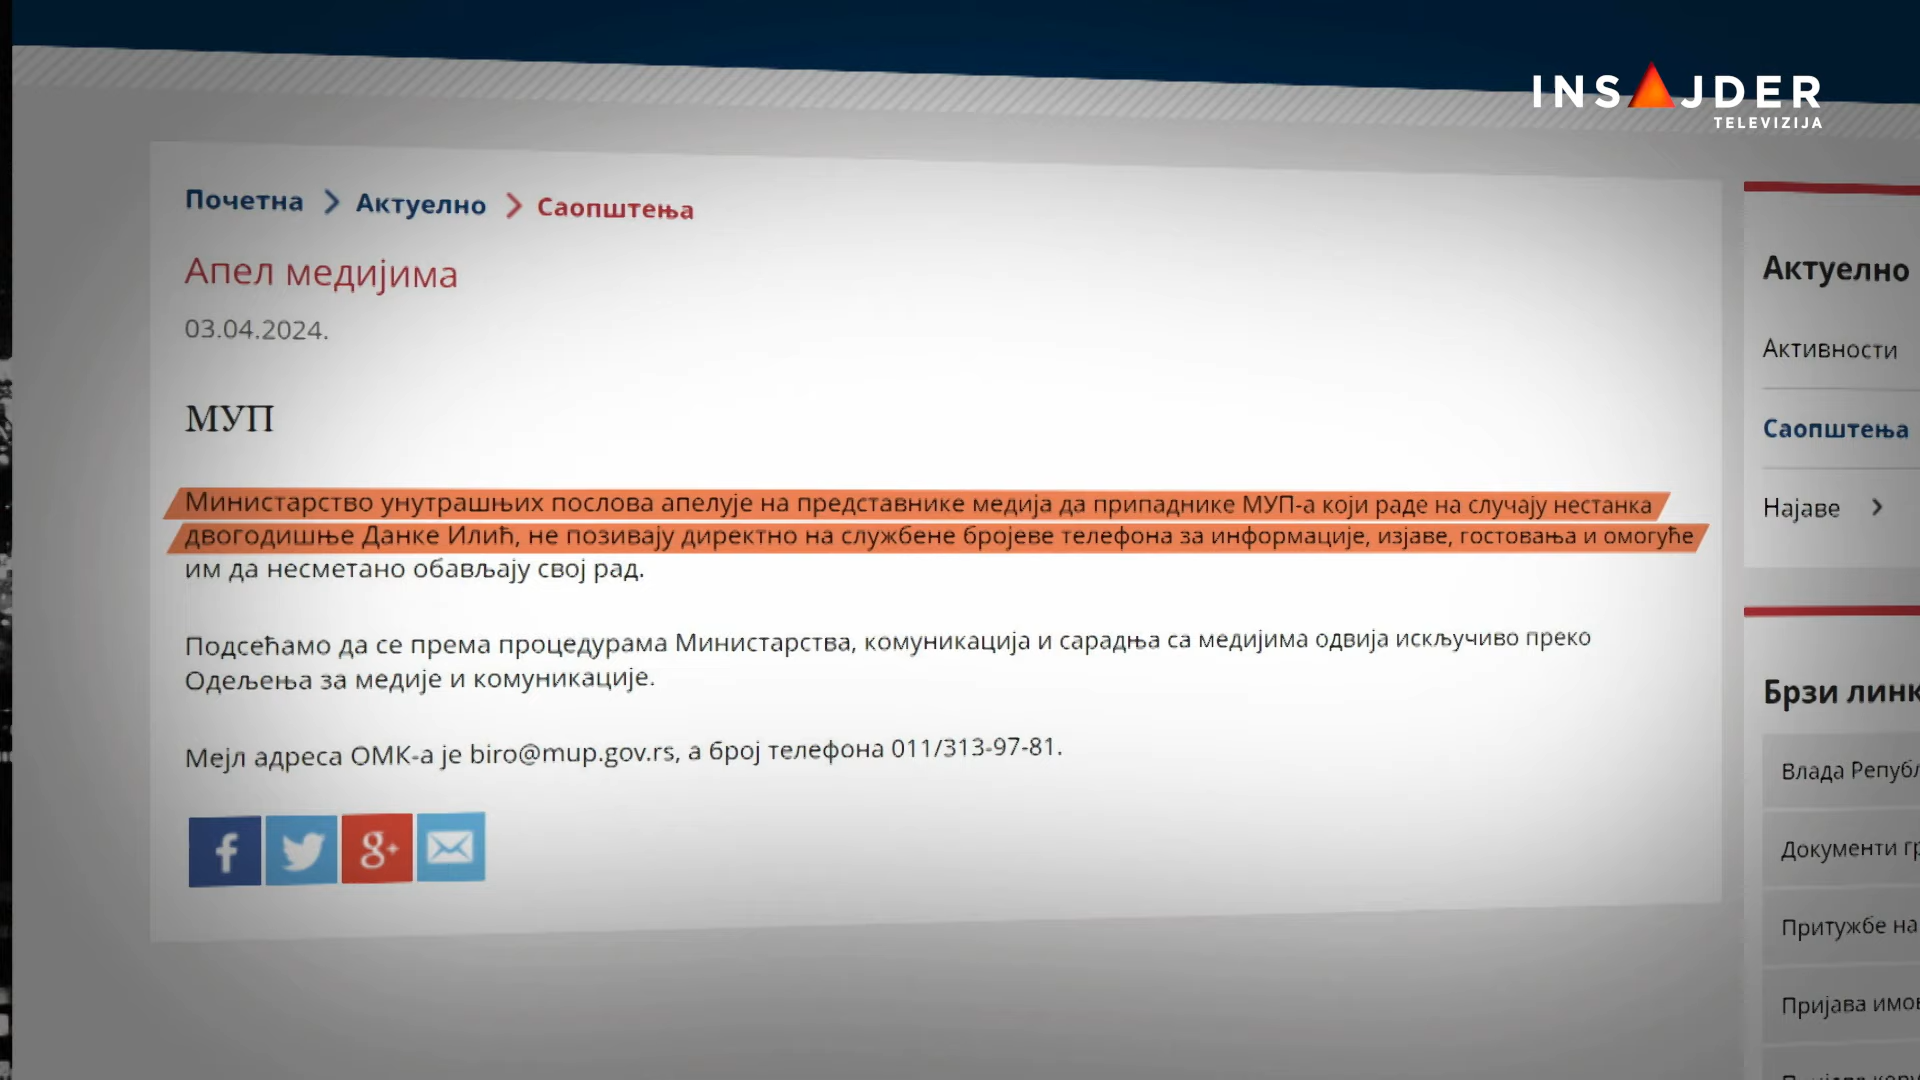 INSAJDER
TELEVIZIJA
Почетна
Актуелно
Саопштења
Апел медијима
03.04.2024.
МУП
Министарство унутрашњих послова апелује на представнике медија да припаднике МУП-а који раде на случају нестанка
двогодишње Данке Илић, не позивају директно на службене бројеве телефона за информације, изјаве, гостовања и омогуће
им да несметано обављају свој рад.
Подсећамо да се према процедурама Министарства, комуникација и сарадња са медијима одвија искључиво преко
Одељења за медије и комуникације.
Мејл адреса ОМК-а је biro@mup.gov.rs, а број телефона 011/313-97-81.
f
g+
Актуелно
Активности
Саопштења
Најаве
Брзи линк
Влада Републ
Документи гр
Притужбе на
Пријава имов